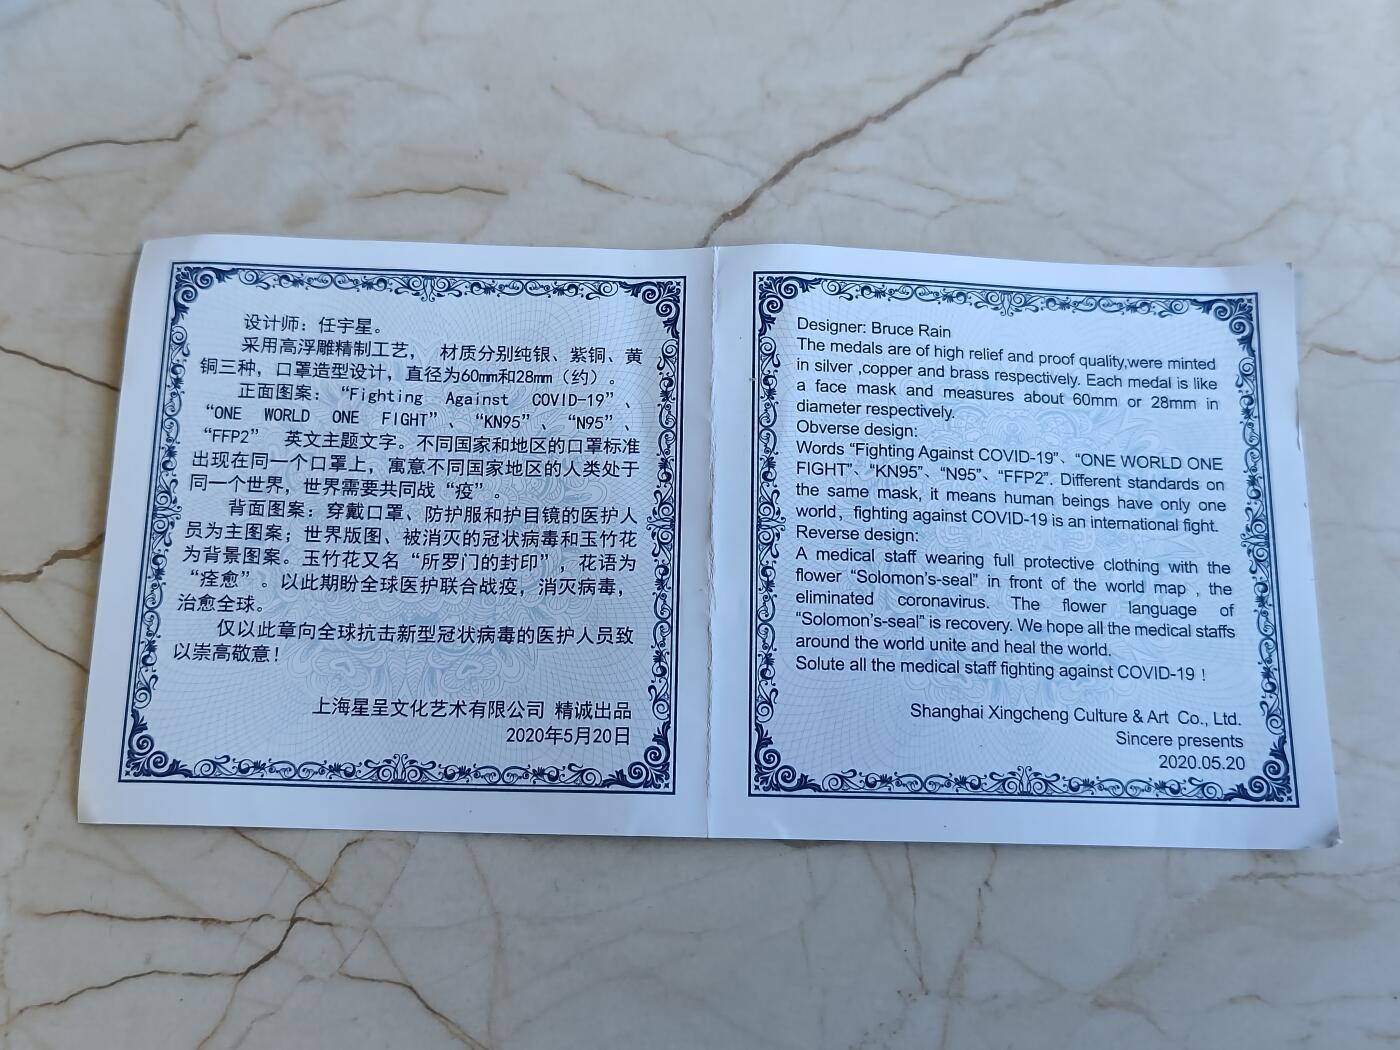 设计师：任宇星。
采用高浮雕精制工艺， 材质分别纯银、紫铜、黄
铜三种，口罩造型设计，直径为60mm和28mm（约）。
正面图案：“Fighting Against COVID-19”、
“ONE WORLD ONE FIGHT”、“KN95”、“N95”、
“FFP2” 英文主题文字。不同国家和地区的口罩标准
出现在同一个口罩上，寓意不同国家地区的人类处于
同一个世界，世界需要共同战“疫”。
背面图案：穿戴口罩、防护服和护目镜的医护人
员为主图案；世界版图、被消灭的冠状病毒和玉竹花
为背景图案。玉竹花又名“所罗门的封印”，花语为
“痊愈”。以此期盼全球医护联合战疫，消灭病毒，
治愈全球。
仅以此章向全球抗击新型冠状病毒的医护人员致
以崇高敬意！
上海星呈文化艺术有限公司 精诚出品
2020年5月20日
Designer: Bruce Rain
The medals are of high relief and proof quality,were minted
in silver ,copper and brass respectively. Each medal is like
a face mask and measures about 60mm or 28mm in
diameter respectively.
Obverse design:
Words “Fighting Against COVID-19”、“ONE WORLD ONE
FIGHT”、“KN95”、“N95”、“FFP2”. Different standards on
the same mask, it means human beings have only one
world，fighting against COVID-19 is an international fight.
Reverse design:
A medical staff wearing full protective clothing with the
flower “Solomon's-seal” in front of the world map , the
eliminated coronavirus. The flower language of
“Solomon's-seal” is recovery. We hope all the medical staffs
around the world unite and heal the world.
Solute all the medical staff fighting against COVID-19！
Shanghai Xingcheng Culture & Art Co., Ltd.
Sincere presents
2020.05.20